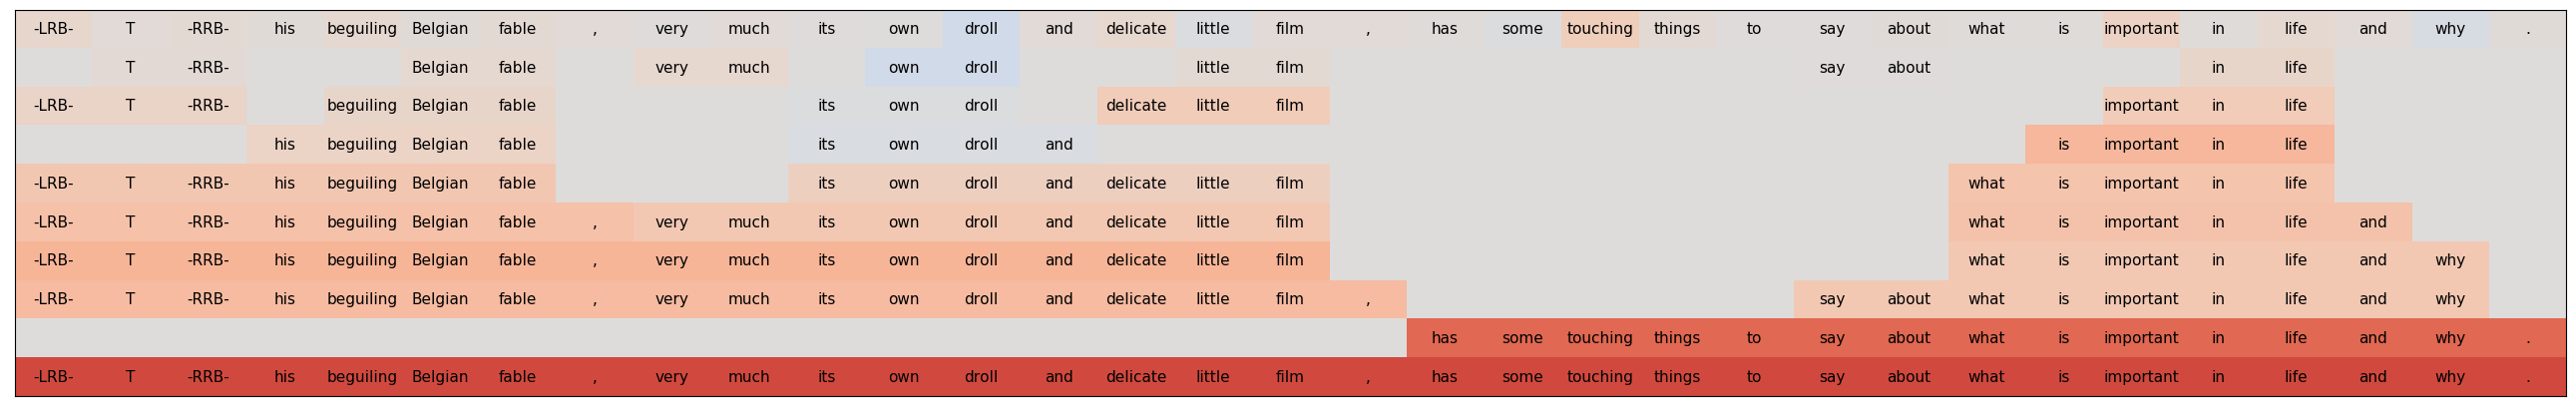 -LRB- T -RRB- his beguiling Belgian fable , very much its own droll and delicate little film , has some touching things to say about what is important in life and why .
T -RRB- Belgian fable very much own droll little film say about in life
-LRB- T -RRB- beguiling Belgian fable its own droll delicate little film important in life
his beguiling Belgian fable its own droll and is important in life
-LRB- T -RRB- his beguiling Belgian fable its own droll and delicate little film what is important in life
-LRB- T -RRB- his beguiling Belgian fable , very much its own droll and delicate little film what is important in life and
-LRB- T -RRB- his beguiling Belgian fable , very much its own droll and delicate little film what is important in life and why
-LRB- T -RRB- his beguiling Belgian fable , very much its own droll and delicate little film , say about what is important in life and why
has some touching things to say about what is important in life and why .
-LRB- T -RRB- his beguiling Belgian fable , very much its own droll and delicate little film , has some touching things to say about what is important in life and why .